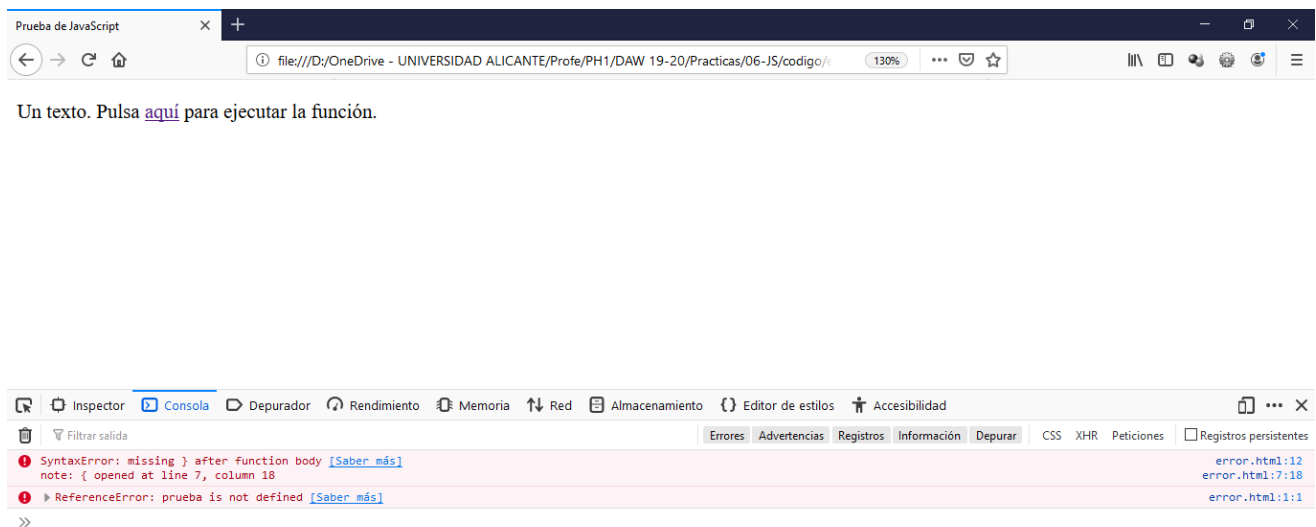 Prueba de JavaScript
file:///D:/OneDrive - UNIVERSIDAD ALICANTE/Profe/PH1/DAW 19-20/Practicas/06-JS/codigo/ 130%
Un texto. Pulsa aquí para ejecutar la función.
Inspector Consola Depurador Rendimiento Memoria Red Almacenamiento Editor de estilos Accesibilidad
Filtrar salida Errores Advertencias Registros Información Depurar CSS XHR Peticiones Registros persistentes
SyntaxError: missing } after function body [Saber más] error.html:12
note: { opened at line 7, column 18 error.html:7:18
ReferenceError: prueba is not defined [Saber más] error.html:1:1